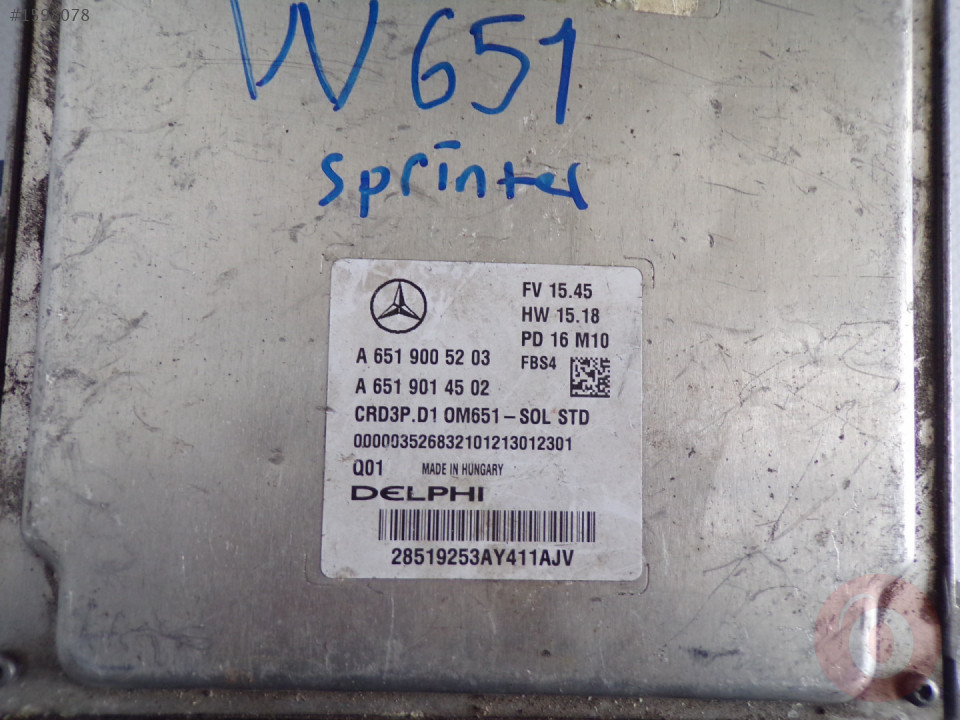 W651
sprinter
FV 15.45
HW 15.18
PD 16 M10
FBS4
A 651 900 52 03
A 651 901 45 02
CRD3P.D1 OM651-SOL STD
000003526832101213012301
Q01 MADE IN HUNGARY
DELPHI
28519253AY411AJV